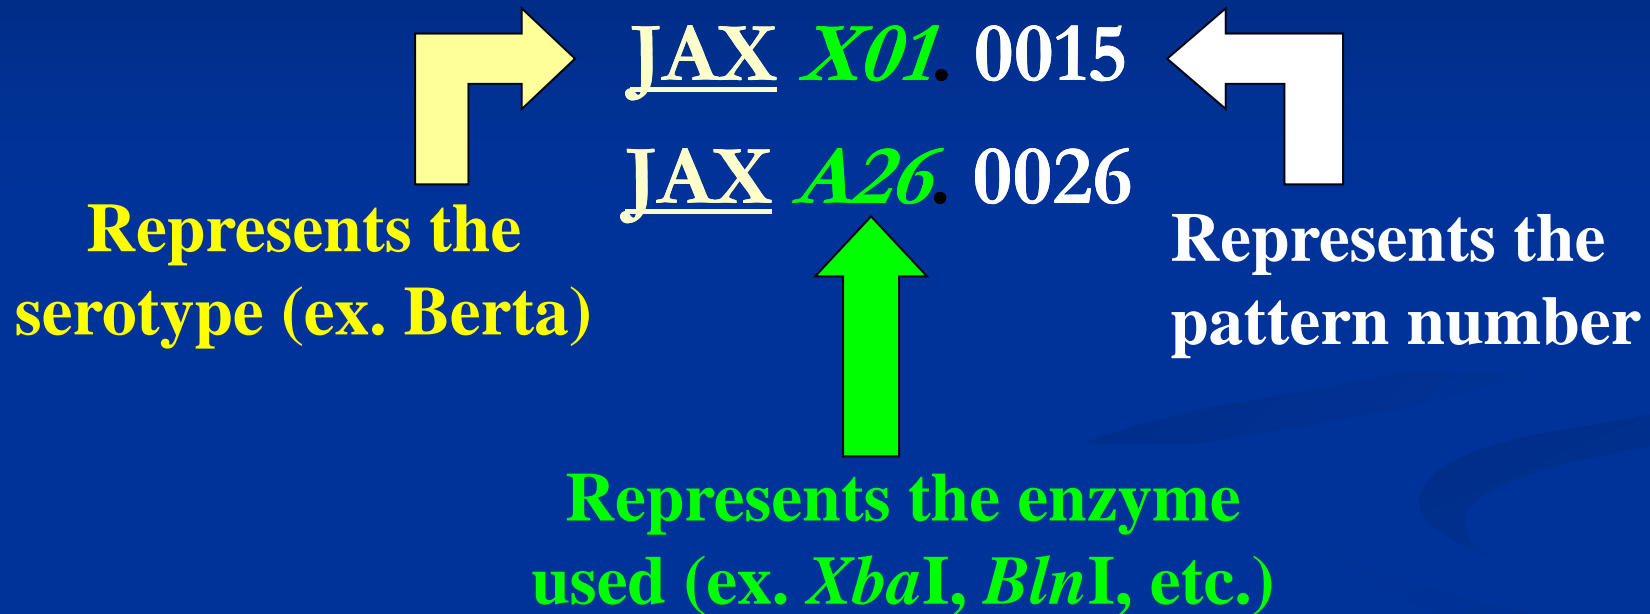 JAX X01. 0015
JAX A26. 0026
Represents the
serotype (ex. Berta)
Represents the
pattern number
Represents the enzyme
used (ex. XbaI, BlnI, etc.)